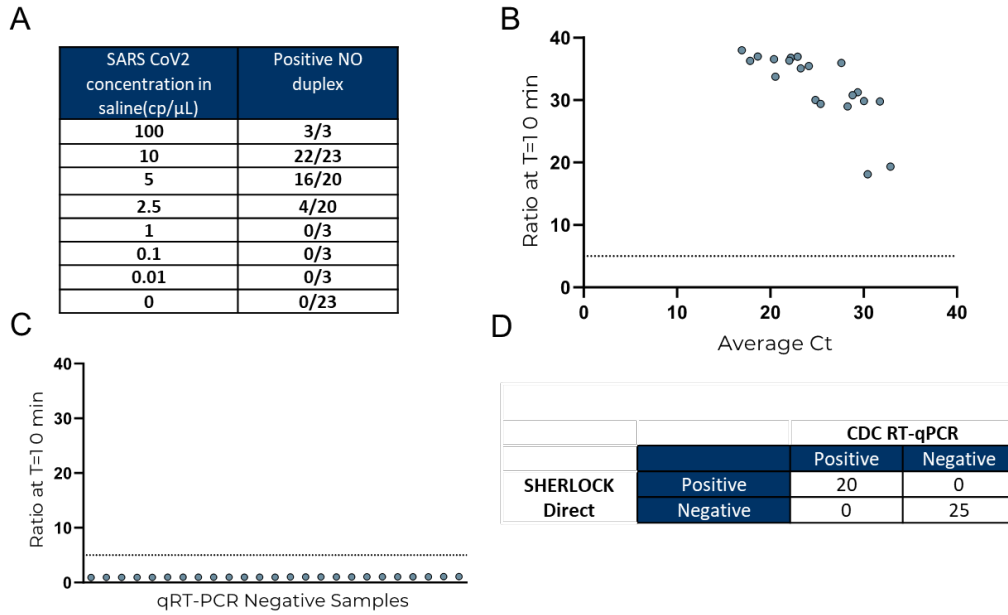 A
SARS CoV2
concentration in
saline(cp/µL)
Positive NO
duplex
100 3/3
10 22/23
5 16/20
2.5 4/20
1 0/3
0.1 0/3
0.01 0/3
0 0/23
B
Ratio at T=10 min
40
30
20
10
0
0 10 20 30 40
Average Ct
C
Ratio at T=10 min
40
30
20
10
0
qRT-PCR Negative Samples
D
CDC RT-qPCR
Positive Negative
SHERLOCK
Direct
Positive 20 0
Negative 0 25